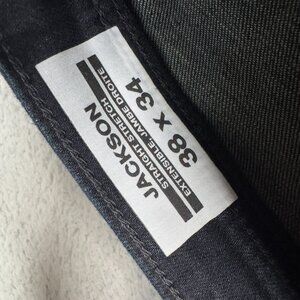 JACKSON
STRAIGHT STRETCH
EXTENSIBLE JAMBE DROITE
38 x 34